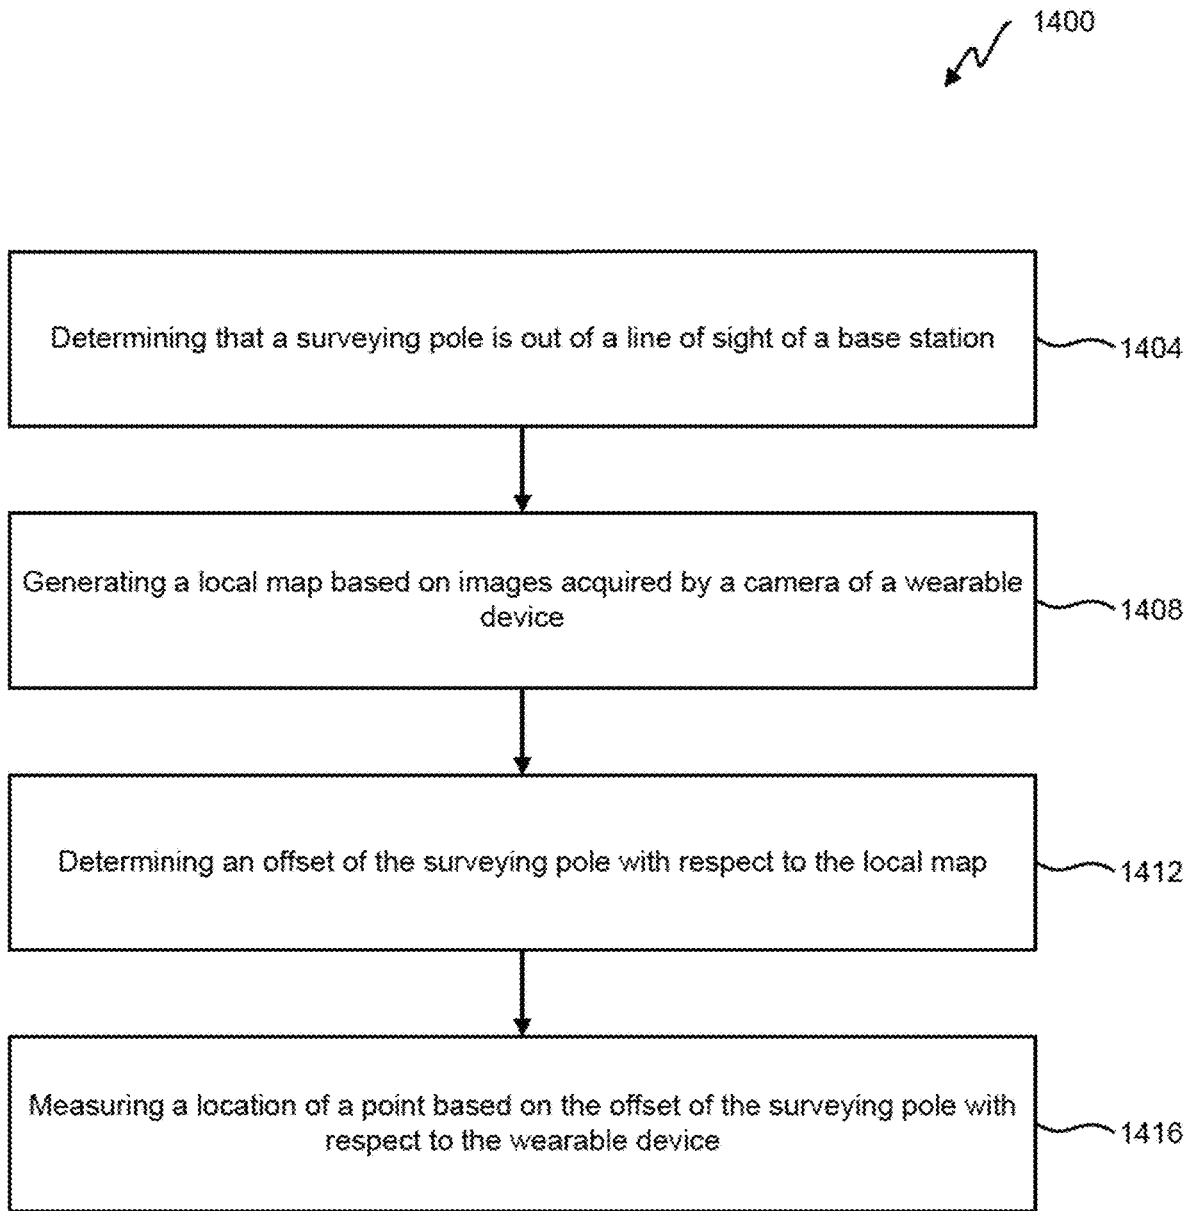 1400
Determining that a surveying pole is out of a line of sight of a base station
1404
Generating a local map based on images acquired by a camera of a wearable
device
1408
Determining an offset of the surveying pole with respect to the local map
1412
Measuring a location of a point based on the offset of the surveying pole with
respect to the wearable device
1416